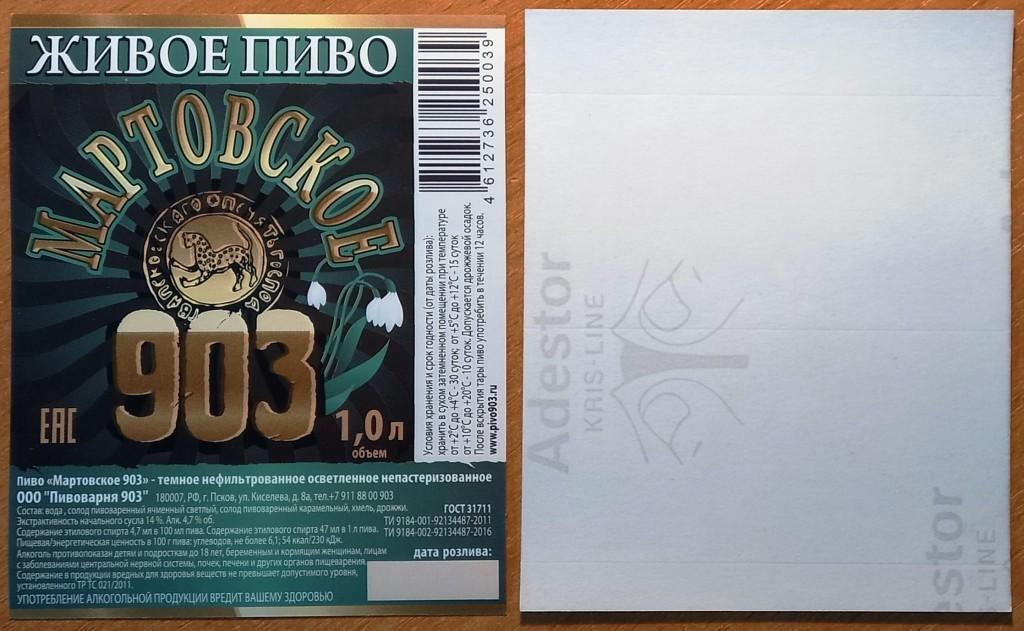 ЖИВОЕ ПИВО
МАРТОВСКОЕ
903
ЕАС
1,0 л
объем
4 612736 250039
Условия хранения и срок годности (от даты розлива):
хранить в сухом затемненном помещении при температуре
от +2°С до +4°С - 30 суток; от +5°С до +12°С - 15 суток
от +10°С до +20°С - 10 суток. Допускается дрожжевой осадок.
После вскрытия тары пиво употребить в течении 12 часов.
www.pivo903.ru
Пиво «Мартовское 903» - темное нефильтрованное осветленное непастеризованное
ООО "Пивоварня 903" 180007, РФ, г. Псков, ул. Киселева, д. 8а, тел.+7 911 88 00 903
Состав: вода , солод пивоваренный ячменный светлый, солод пивоваренный карамельный, хмель, дрожжи.
ГОСТ 31711
Экстрактивность начального сусла 14 %. Алк. 4,7 % об.
ТИ 9184-001-92134487-2011
Содержание этилового спирта 4,7 мл в 100 мл пива. Содержание этилового спирта 47 мл в 1 л пива.
ТИ 9184-002-92134487-2016
Пищевая/энергетическая ценность в 100 г пива: углеводов, не более 6,1; 54 ккал/230 кДж.
Алкоголь противопоказан детям и подросткам до 18 лет, беременным и кормящим женщинам, лицам
с заболеваниями центральной нервной системы, почек, печени и других органов пищеварения.
Содержание в продукции вредных для здоровья веществ не превышает допустимого уровня,
установленного ТР ТС 021/2011.
УПОТРЕБЛЕНИЕ АЛКОГОЛЬНОЙ ПРОДУКЦИИ ВРЕДИТ ВАШЕМУ ЗДОРОВЬЮ
дата розлива:
Adestor
KRIS-LINE
estor
S-LINE